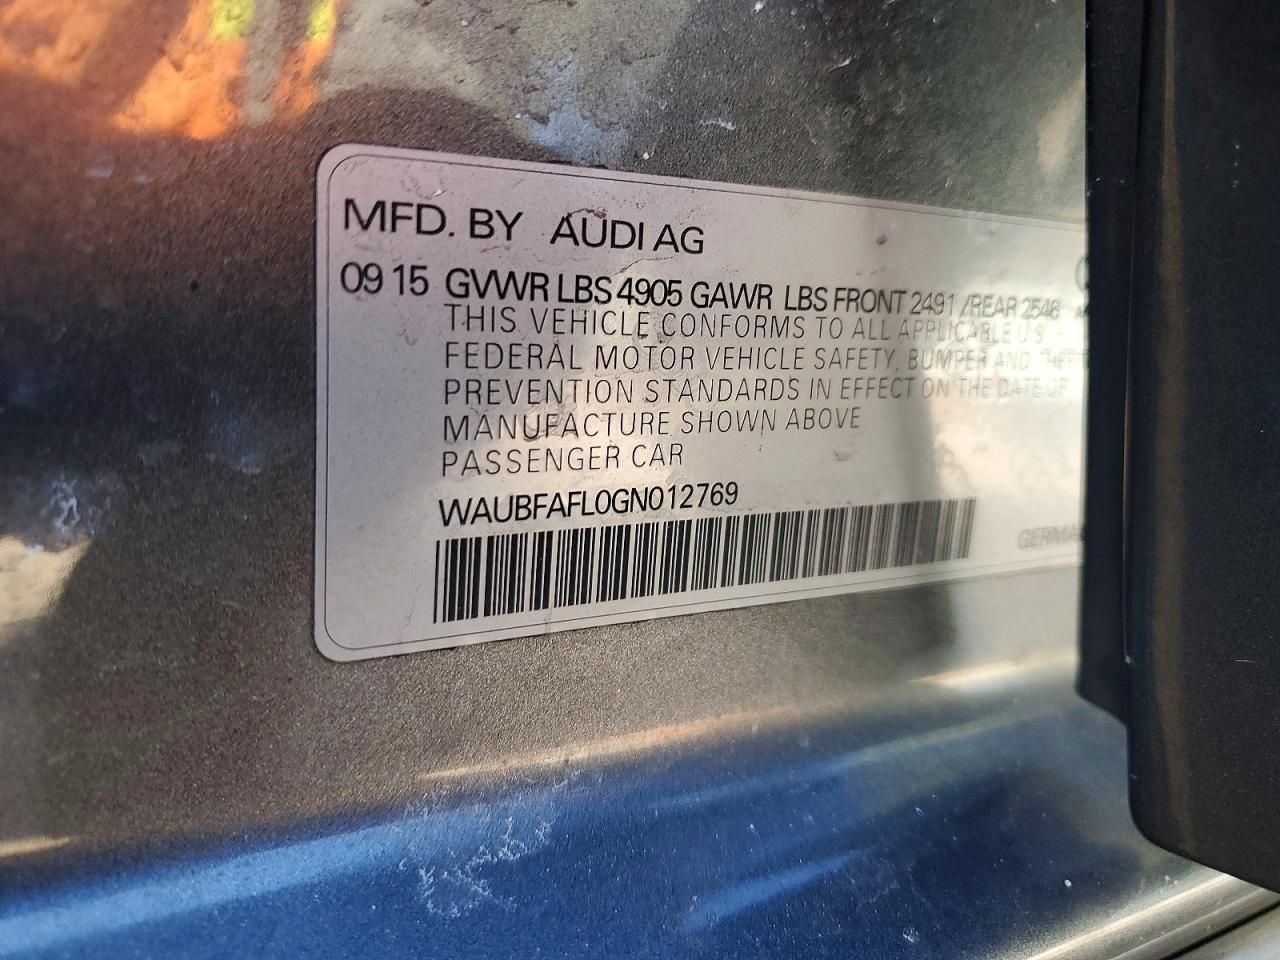 MFD. BY AUDI AG
09 15 GVWR LBS 4905 GAWR LBS FRONT 2491 /REAR 2546
THIS VEHICLE CONFORMS TO ALL APPLICABLE U.S
FEDERAL MOTOR VEHICLE SAFETY, BUMPER AND
PREVENTION STANDARDS IN EFFECT ON THE DATE OF
MANUFACTURE SHOWN ABOVE
PASSENGER CAR
WAUBFAFL0GN012769
GERMA